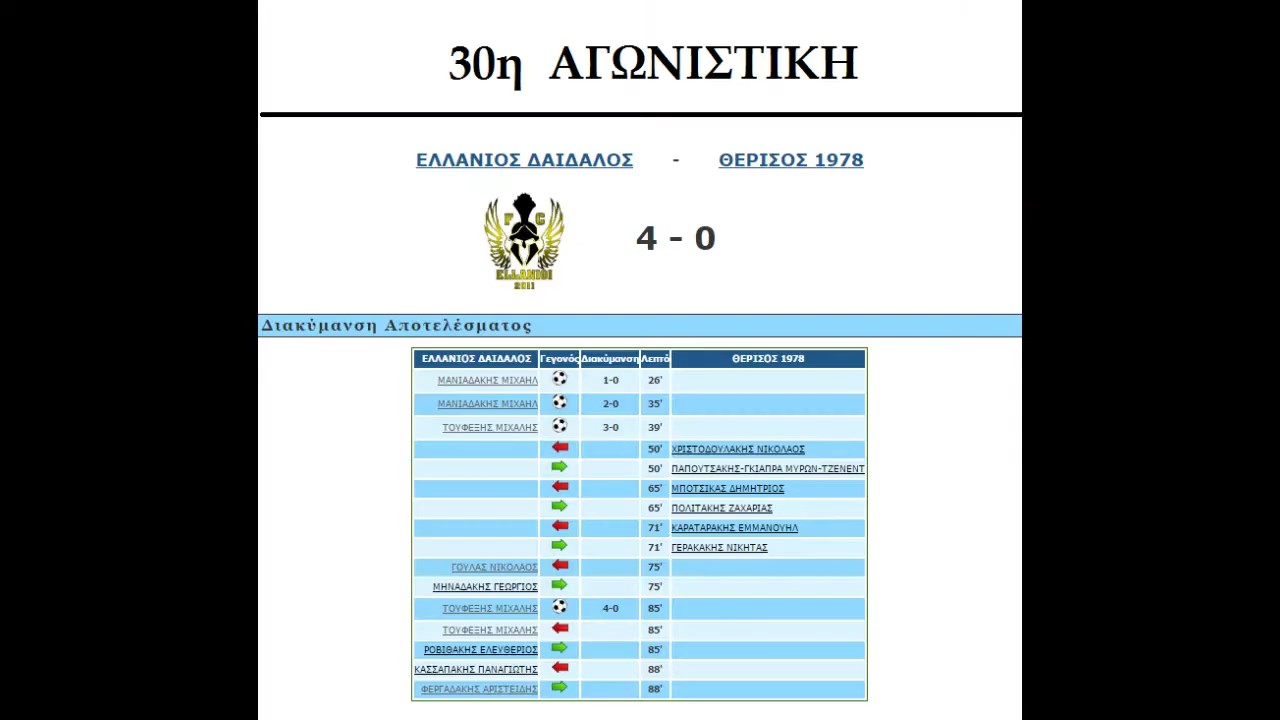 30η ΑΓΩΝΙΣΤΙΚΗ
ΕΛΛΑΝΙΟΣ ΔΑΙΔΑΛΟΣ - ΘΕΡΙΣΟΣ 1978
F C
ΕΛΛΑΝΙΟΙ
2011
4 - 0
Διακύμανση Αποτελέσματος
ΕΛΛΑΝΙΟΣ ΔΑΙΔΑΛΟΣ Γεγονός Διακύμανση Λεπτό ΘΕΡΙΣΟΣ 1978
ΜΑΝΙΑΔΑΚΗΣ ΜΙΧΑΗΛ 1-0 26'
ΜΑΝΙΑΔΑΚΗΣ ΜΙΧΑΗΛ 2-0 35'
ΤΟΥΦΕΞΗΣ ΜΙΧΑΛΗΣ 3-0 39'
50' ΧΡΙΣΤΟΔΟΥΛΑΚΗΣ ΝΙΚΟΛΑΟΣ
50' ΠΑΠΟΥΤΣΑΚΗΣ-ΓΚΙΑΠΡΑ ΜΥΡΩΝ-ΤΖΕΝΕΝΤ
65' ΜΠΟΤΣΙΚΑΣ ΔΗΜΗΤΡΙΟΣ
65' ΠΟΛΙΤΑΚΗΣ ΖΑΧΑΡΙΑΣ
71' ΚΑΡΑΤΑΡΑΚΗΣ ΕΜΜΑΝΟΥΗΛ
71' ΓΕΡΑΚΑΚΗΣ ΝΙΚΗΤΑΣ
ΓΟΥΛΑΣ ΝΙΚΟΛΑΟΣ 75'
ΜΗΝΑΔΑΚΗΣ ΓΕΩΡΓΙΟΣ 75'
ΤΟΥΦΕΞΗΣ ΜΙΧΑΛΗΣ 4-0 85'
ΤΟΥΦΕΞΗΣ ΜΙΧΑΛΗΣ 85'
ΡΟΒΙΘΑΚΗΣ ΕΛΕΥΘΕΡΙΟΣ 85'
ΚΑΣΣΑΠΑΚΗΣ ΠΑΝΑΓΙΩΤΗΣ 88'
ΦΕΡΓΑΔΑΚΗΣ ΑΡΙΣΤΕΙΔΗΣ 88'